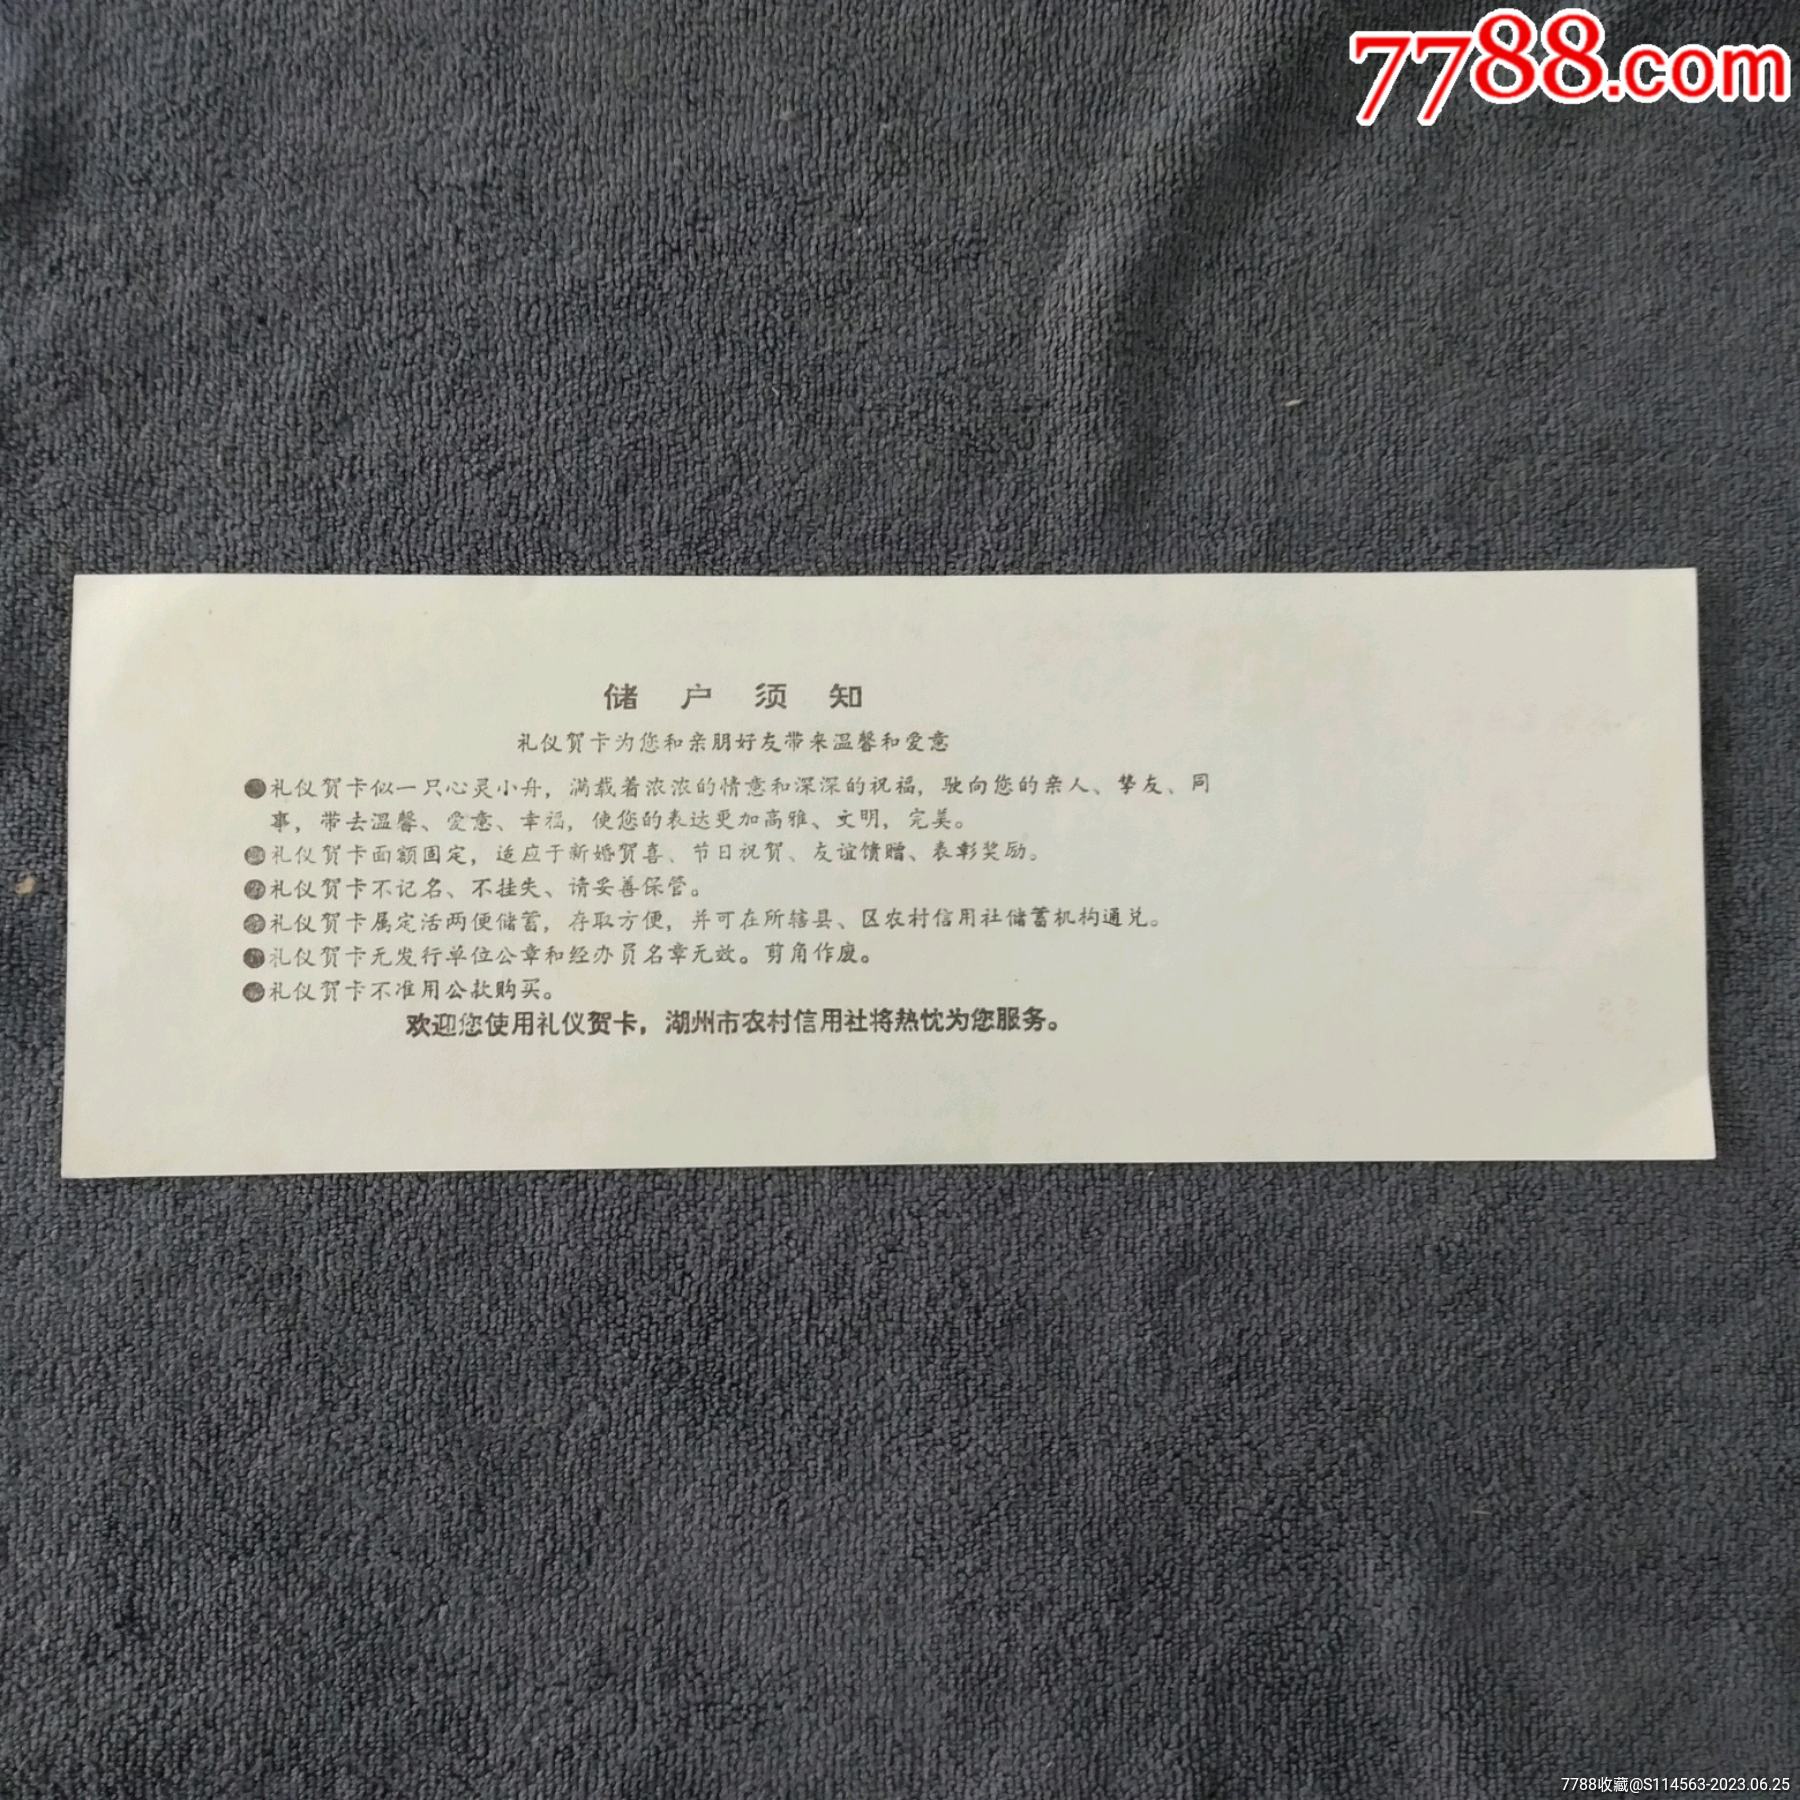 7788.com
储户须知
礼仪贺卡为您和亲朋好友带来温馨和爱意
●礼仪贺卡似一只心灵小舟，满载着浓浓的情意和深深的祝福，驶向您的亲人、挚友、同
事，带去温馨、爱意、幸福，使您的表达更加高雅、文明，完美。
●礼仪贺卡面额固定，适应于新婚贺喜、节日祝贺、友谊馈赠、表彰奖励。
●礼仪贺卡不记名、不挂失、请妥善保管。
●礼仪贺卡属定活两便储蓄，存取方便，并可在所辖县、区农村信用社储蓄机构通兑。
●礼仪贺卡无发行单位公章和经办员名章无效。剪角作废。
●礼仪贺卡不准用公款购买。
欢迎您使用礼仪贺卡，湖州市农村信用社将热忱为您服务。
7788收藏@S114563-2023.06.25